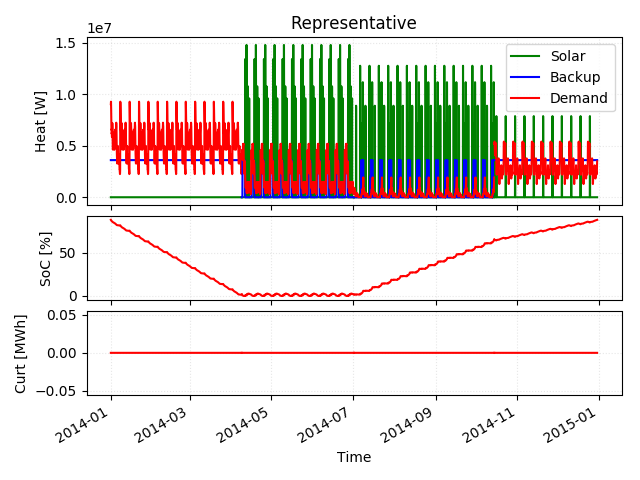 Representative
1e7
1.5
1.0
0.5
0.0
Heat [W]
Solar
Backup
Demand
50
0
SoC [%]
0.05
0.00
−0.05
Curt [MWh]
2014-01
2014-03
2014-05
2014-07
2014-09
2014-11
2015-01
Time